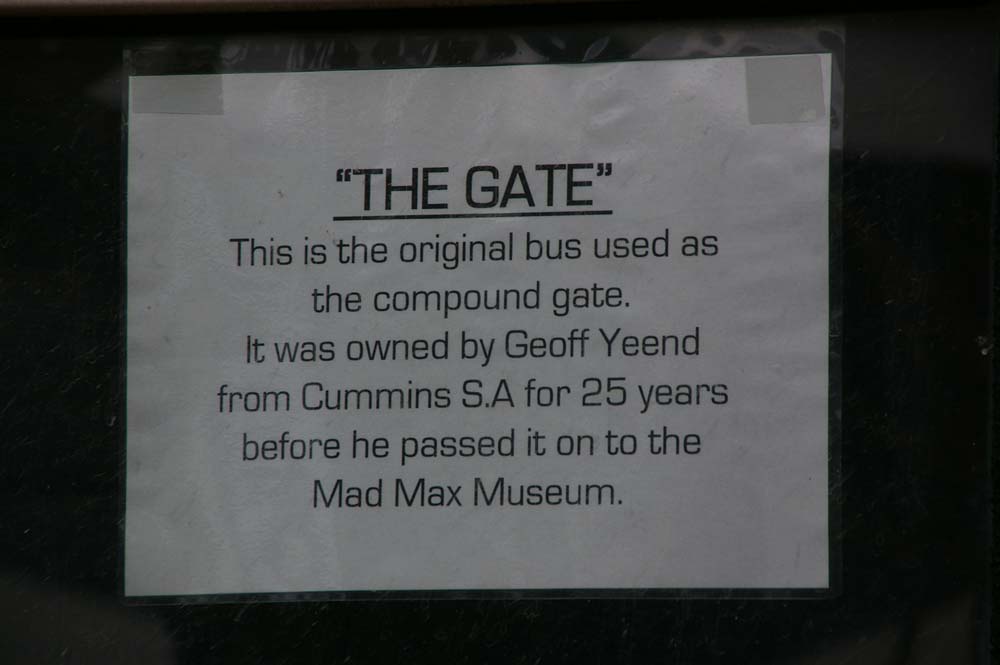 “THE GATE”
This is the original bus used as
the compound gate.
It was owned by Geoff Yeend
from Cummins S.A for 25 years
before he passed it on to the
Mad Max Museum.